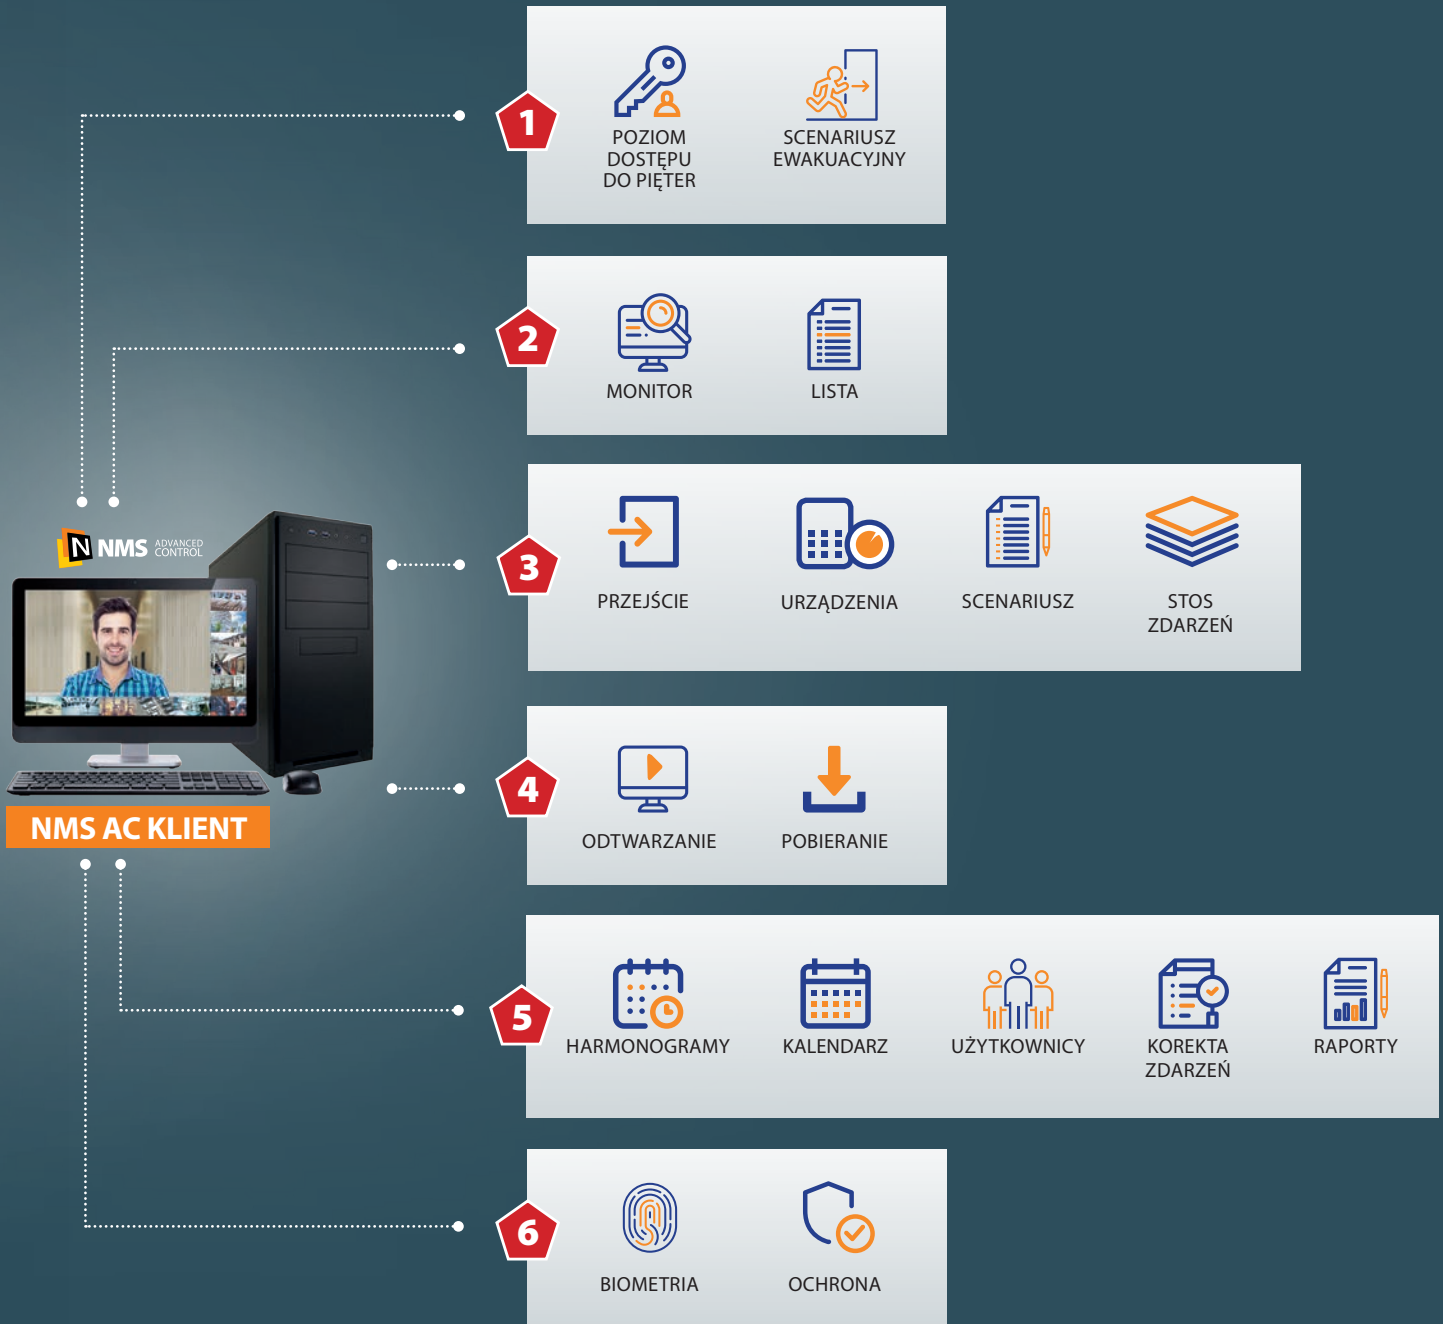 1
POZIOM
DOSTĘPU
DO PIĘTER
SCENARIUSZ
EWAKUACYJNY
2
MONITOR
LISTA
N NMS ADVANCED
CONTROL
NMS AC KLIENT
3
PRZEJŚCIE
URZĄDZENIA
SCENARIUSZ
STOS
ZDARZEŃ
4
ODTWARZANIE
POBIERANIE
5
HARMONOGRAMY
KALENDARZ
UŻYTKOWNICY
KOREKTA
ZDARZEŃ
RAPORTY
6
BIOMETRIA
OCHRONA